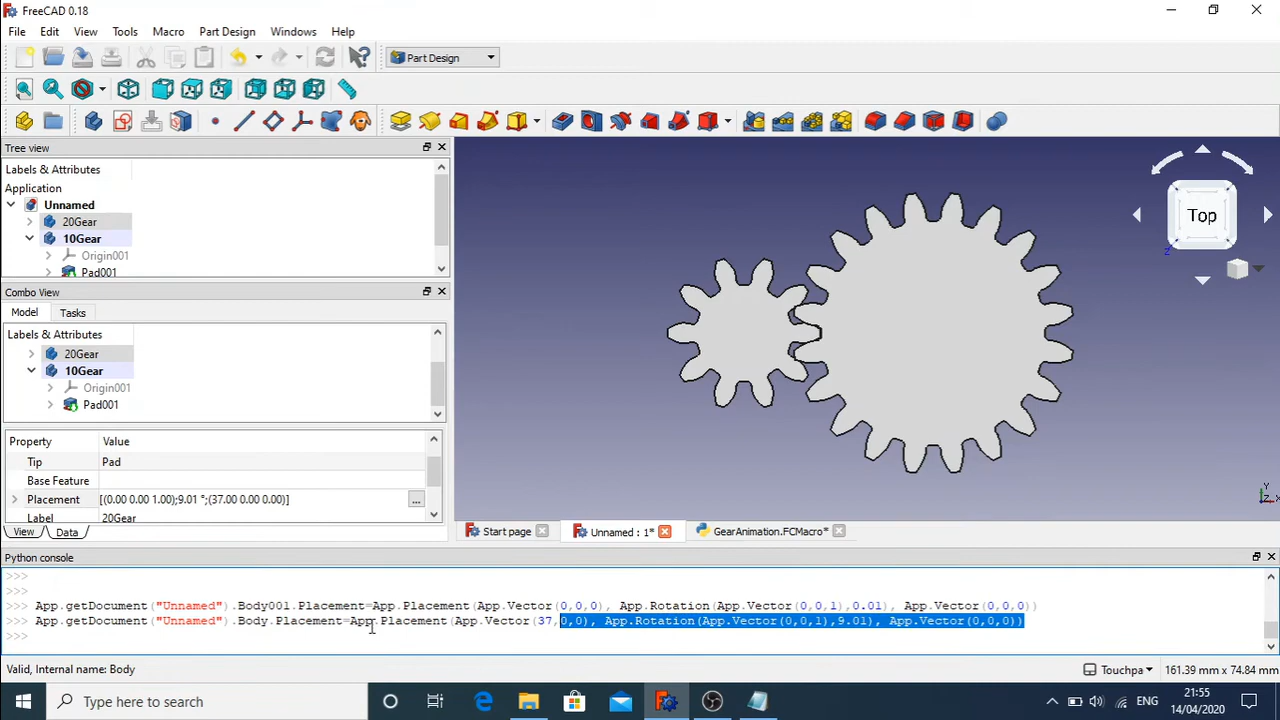 FreeCAD 0.18
File Edit View Tools Macro Part Design Windows Help
Part Design
Tree view
Labels & Attributes
Application
Unnamed
20Gear
10Gear
Origin001
Pad001
Combo View
Model Tasks
Labels & Attributes
20Gear
10Gear
Origin001
Pad001
Property Value
Tip Pad
Base Feature
Placement [(0.00 0.00 1.00);9.01 °;(37.00 0.00 0.00)]
...
Label 20Gear
View Data
Top
Z
Y
Z X
Start page Unnamed : 1* GearAnimation.FCMacro*
Python console
>>>
>>>
>>> App.getDocument("Unnamed").Body001.Placement=App.Placement(App.Vector(0,0,0), App.Rotation(App.Vector(0,0,1),0.01), App.Vector(0,0,0))
>>> App.getDocument("Unnamed").Body.Placement=App.Placement(App.Vector(37,0,0), App.Rotation(App.Vector(0,0,1),9.01), App.Vector(0,0,0))
>>>
Valid, Internal name: Body
Touchpa
161.39 mm x 74.84 mm
Type here to search
ENG
21:55
14/04/2020